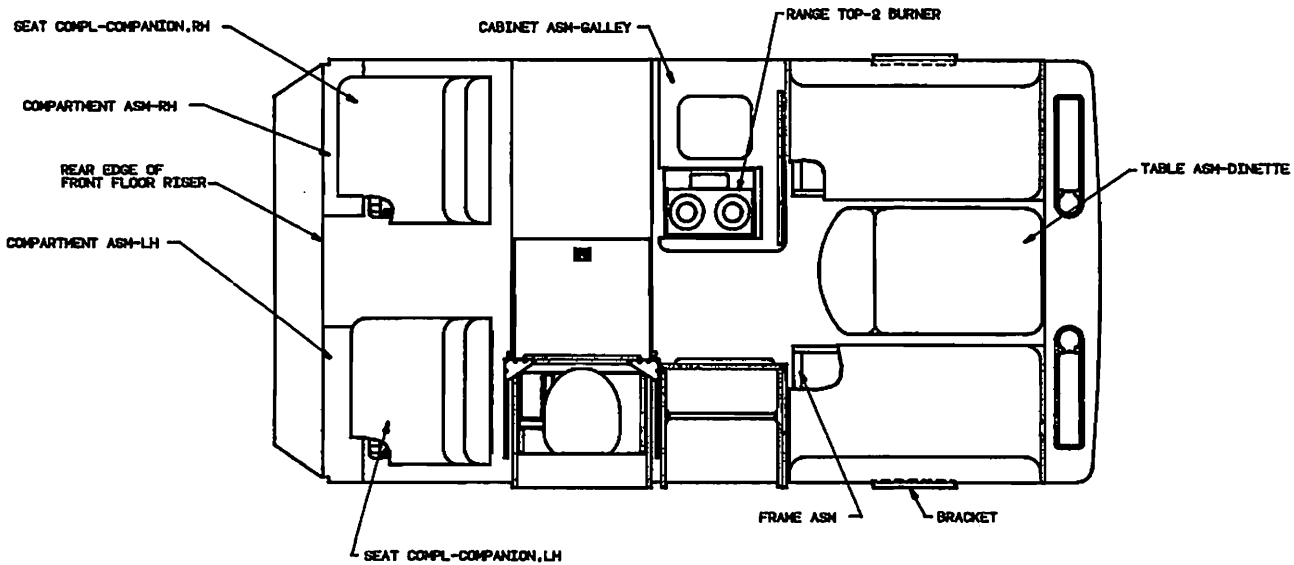 SEAT COMPL-COMPANION,RH
CABINET ASM-GALLEY
RANGE TOP-2 BURNER
COMPARTMENT ASM-RH
REAR EDGE OF
FRONT FLOOR RISER
TABLE ASM-DINETTE
COMPARTMENT ASM-LH
FRAME ASM
BRACKET
SEAT COMPL-COMPANION,LH